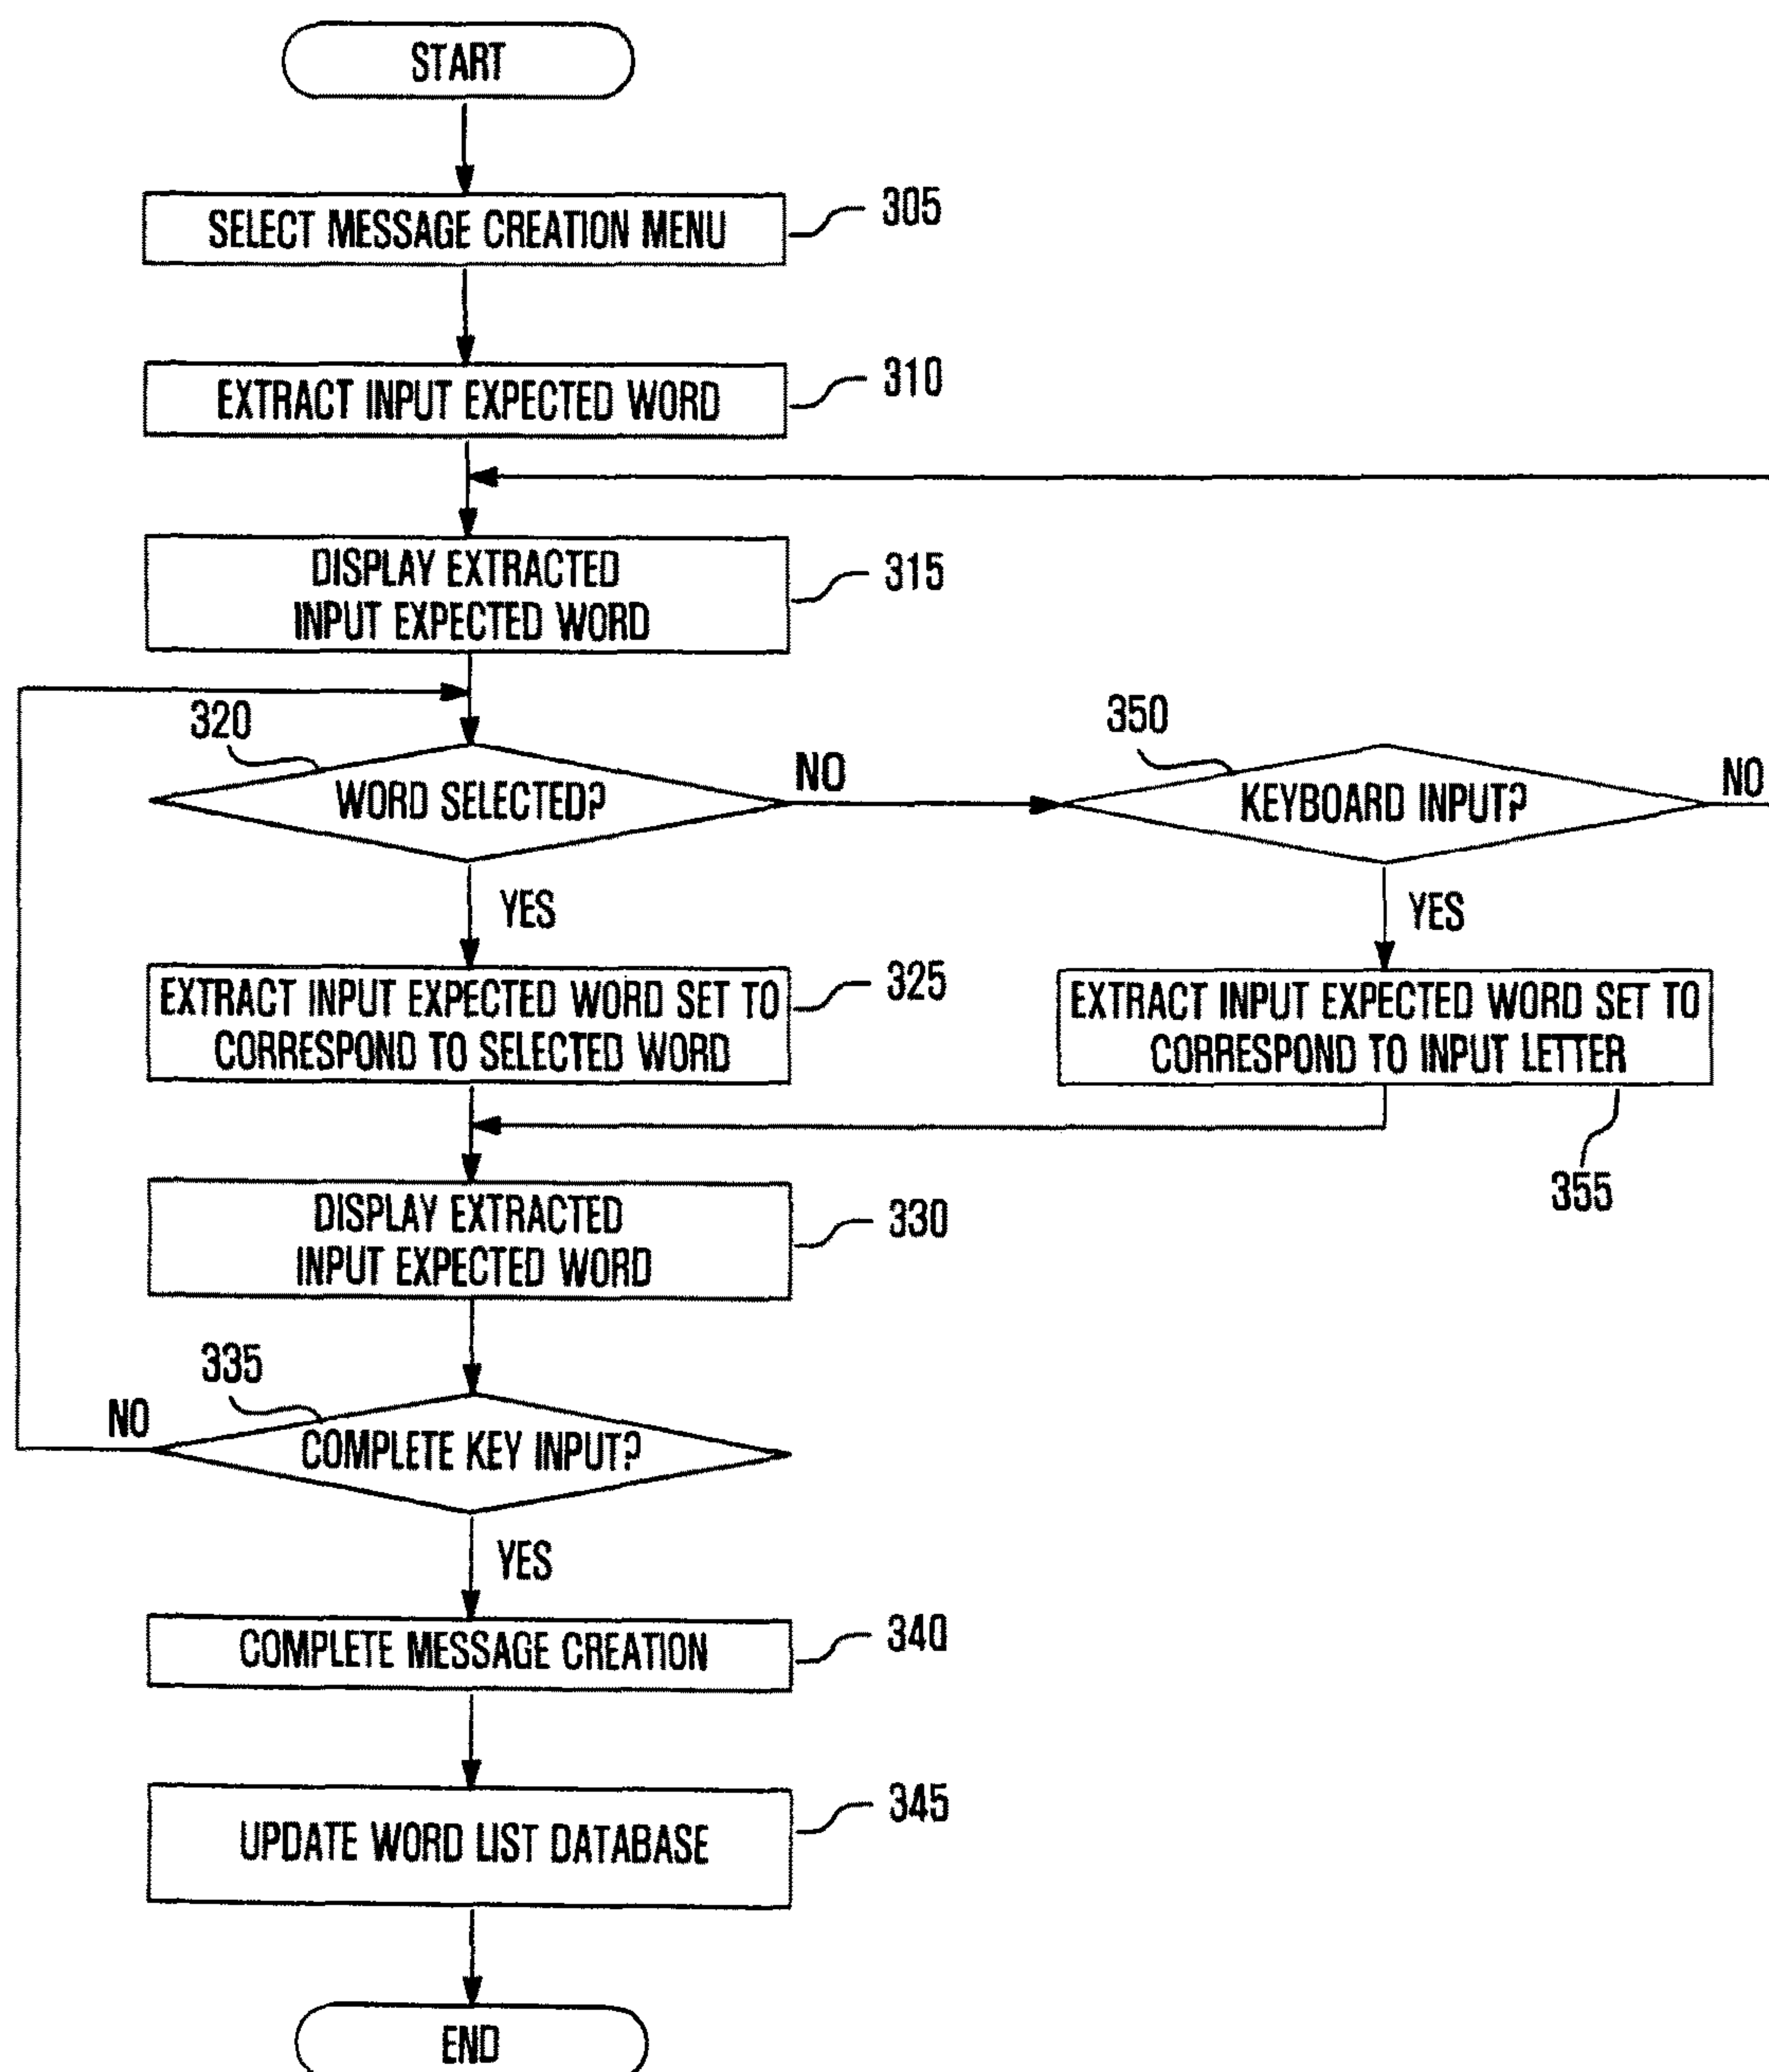 START
SELECT MESSAGE CREATION MENU
305
EXTRACT INPUT EXPECTED WORD
310
DISPLAY EXTRACTED
INPUT EXPECTED WORD
315
320
WORD SELECTED?
NO
350
KEYBOARD INPUT?
NO
YES
YES
EXTRACT INPUT EXPECTED WORD SET TO
CORRESPOND TO SELECTED WORD
325
EXTRACT INPUT EXPECTED WORD SET TO
CORRESPOND TO INPUT LETTER
355
DISPLAY EXTRACTED
INPUT EXPECTED WORD
330
335
NO
COMPLETE KEY INPUT?
YES
COMPLETE MESSAGE CREATION
340
UPDATE WORD LIST DATABASE
345
END